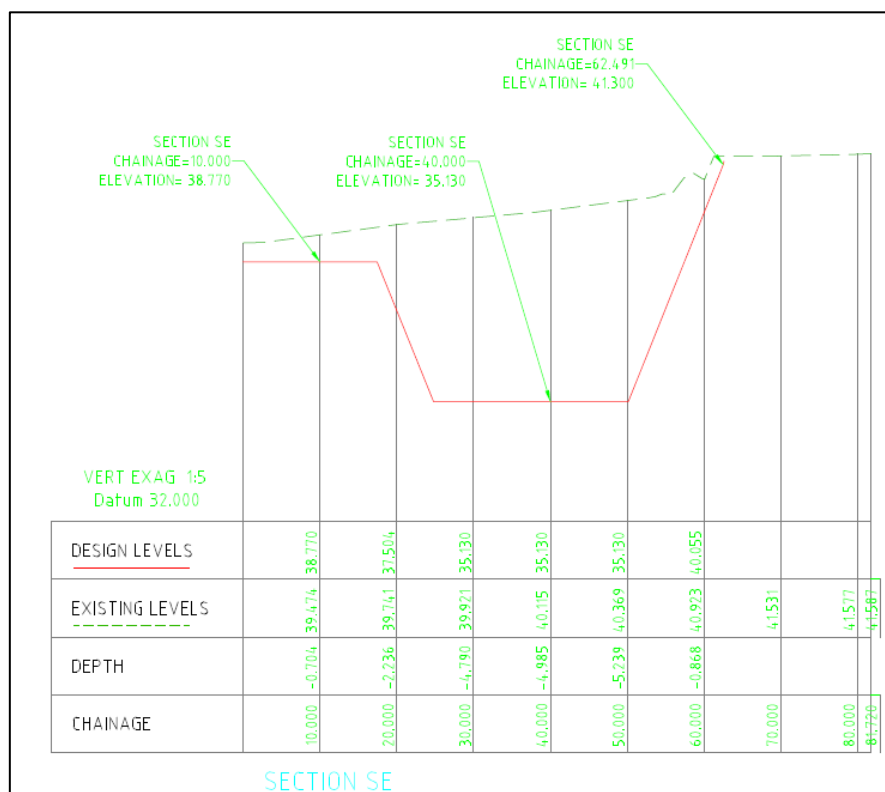 SECTION SE
CHAINAGE=62.491
ELEVATION= 41.300
SECTION SE
CHAINAGE=10.000
ELEVATION= 38.770
SECTION SE
CHAINAGE=40.000
ELEVATION= 35.130
VERT EXAG 1:5
Datum 32.000
DESIGN LEVELS 38.770 37.504 35.130 35.130 35.130 40.055
EXISTING LEVELS 39.474 39.741 39.921 40.115 40.369 40.923 41.531 41.577 41.587
DEPTH -0.704 -2.236 -4.790 -4.985 -5.239 -0.868
CHAINAGE 10.000 20.000 30.000 40.000 50.000 60.000 70.000 80.000 81.720
SECTION SE